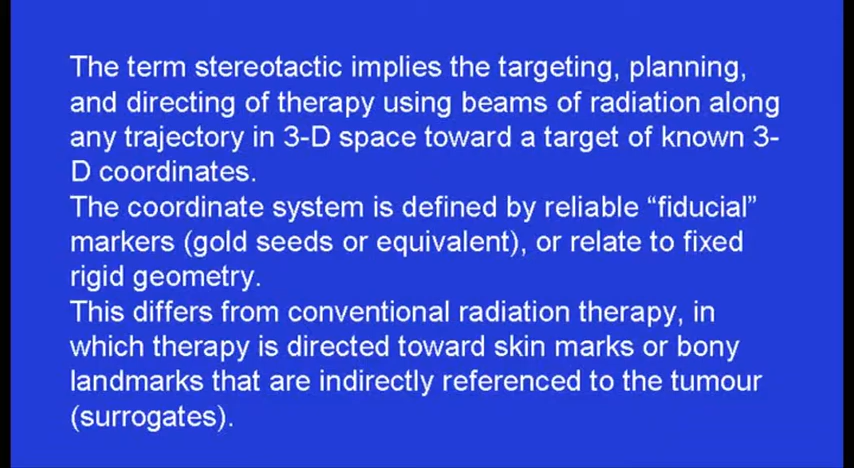 The term stereotactic implies the targeting, planning,
and directing of therapy using beams of radiation along
any trajectory in 3-D space toward a target of known 3-
D coordinates.
The coordinate system is defined by reliable “fiducial”
markers (gold seeds or equivalent), or relate to fixed
rigid geometry.
This differs from conventional radiation therapy, in
which therapy is directed toward skin marks or bony
landmarks that are indirectly referenced to the tumour
(surrogates).